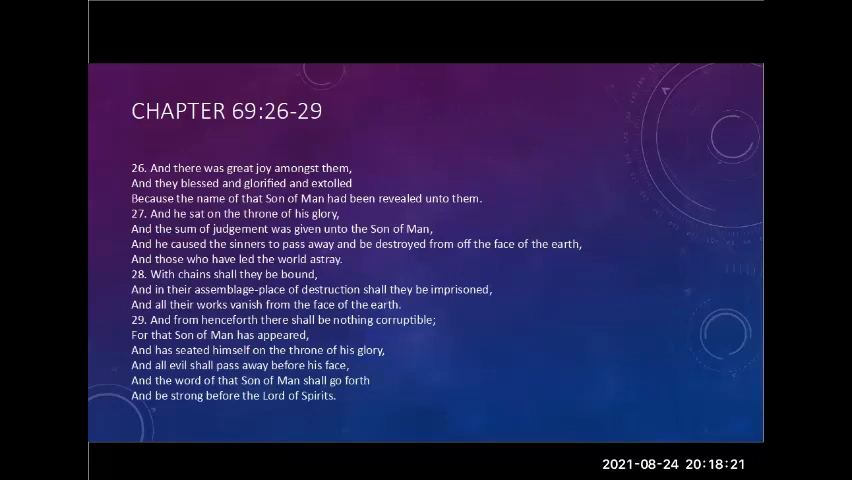 CHAPTER 69:26-29
26. And there was great joy amongst them,
And they blessed and glorified and extolled
Because the name of that Son of Man had been revealed unto them.
27. And he sat on the throne of his glory,
And the sum of judgement was given unto the Son of Man,
And he caused the sinners to pass away and be destroyed from off the face of the earth,
And those who have led the world astray.
28. With chains shall they be bound,
And in their assemblage-place of destruction shall they be imprisoned,
And all their works vanish from the face of the earth.
29. And from henceforth there shall be nothing corruptible;
For that Son of Man has appeared,
And has seated himself on the throne of his glory,
And all evil shall pass away before his face,
And the word of that Son of Man shall go forth
And be strong before the Lord of Spirits.
2021-08-24 20:18:21